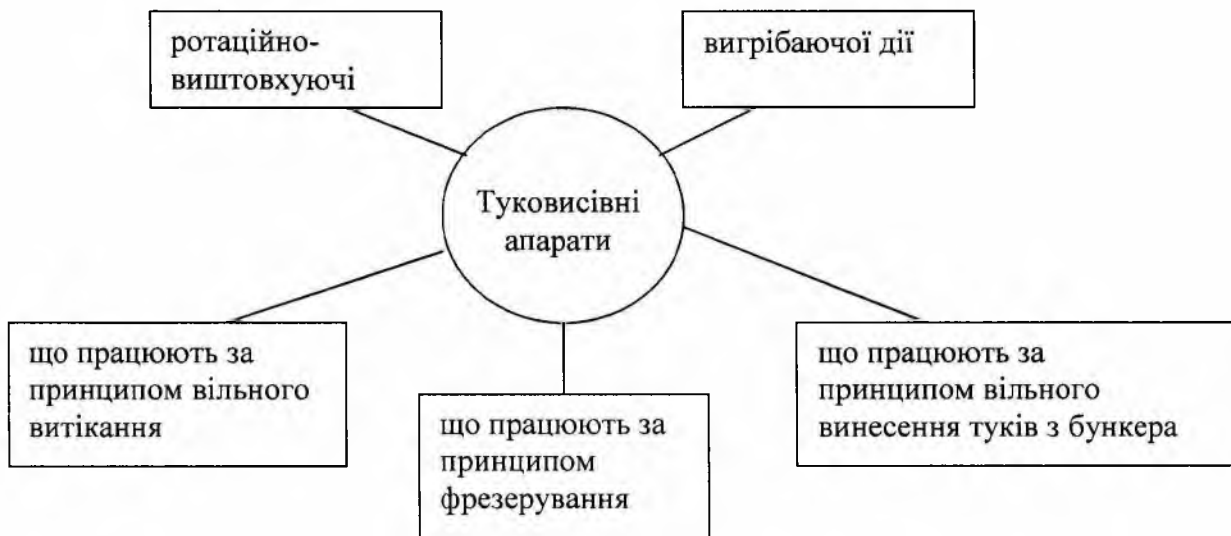 ротаційно-
виштовхуючі
вигрібаючої дії
Туковисівні
апарати
що працюють за
принципом вільного
витікання
що працюють за
принципом
фрезерування
що працюють за
принципом вільного
винесення туків з бункера